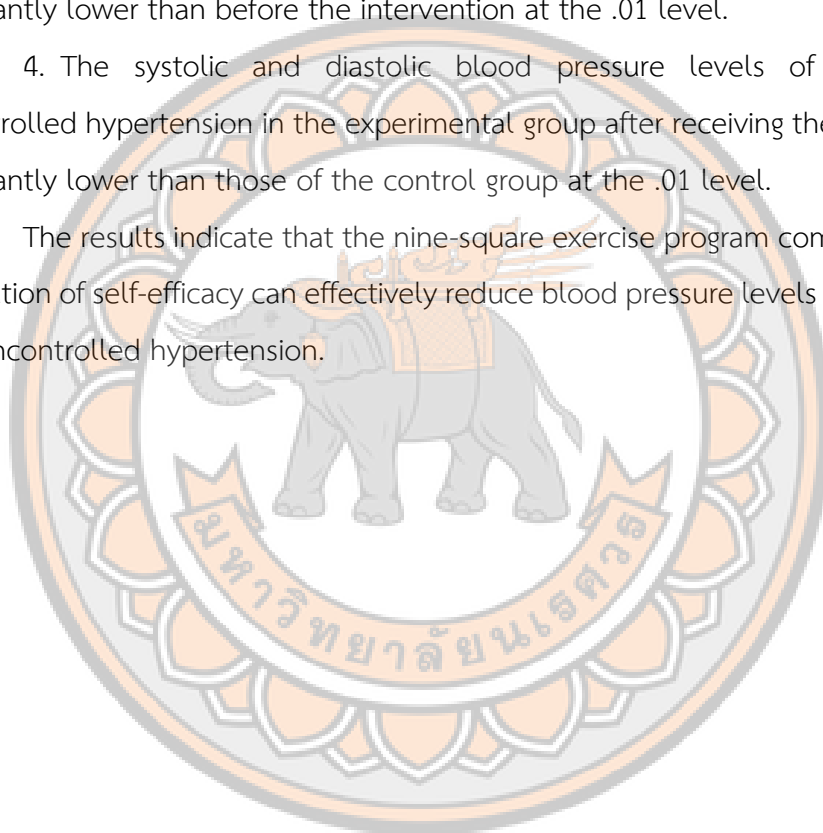 antly lower than before the intervention at the .01 level.
4. The systolic and diastolic blood pressure levels of
rolled hypertension in the experimental group after receiving the
antly lower than those of the control group at the .01 level.
The results indicate that the nine-square exercise program com
tion of self-efficacy can effectively reduce blood pressure levels
ncontrolled hypertension.
มหาวิทยาลัยนเรศวร